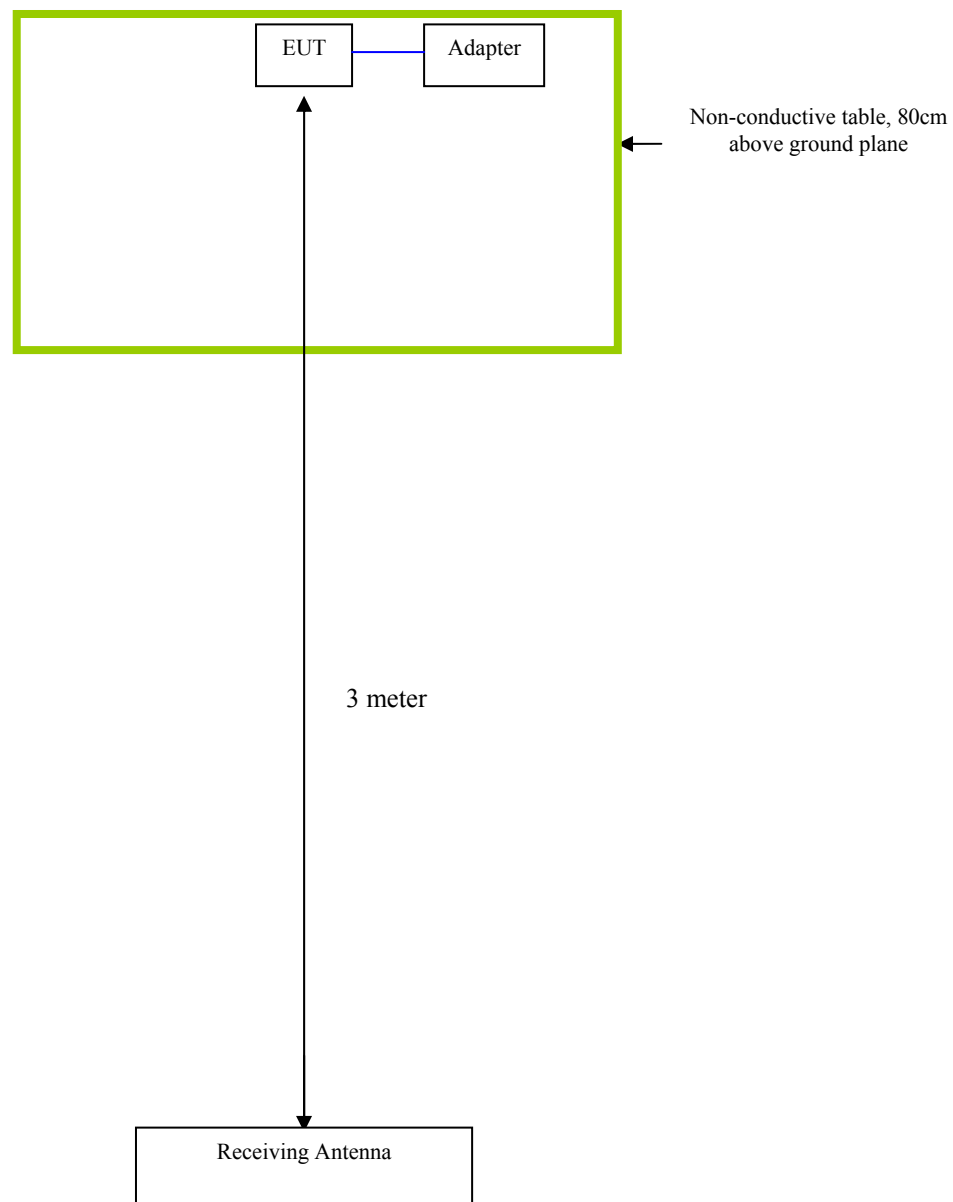 EUT
Adapter
Non-conductive table, 80cm
above ground plane
3 meter
Receiving Antenna